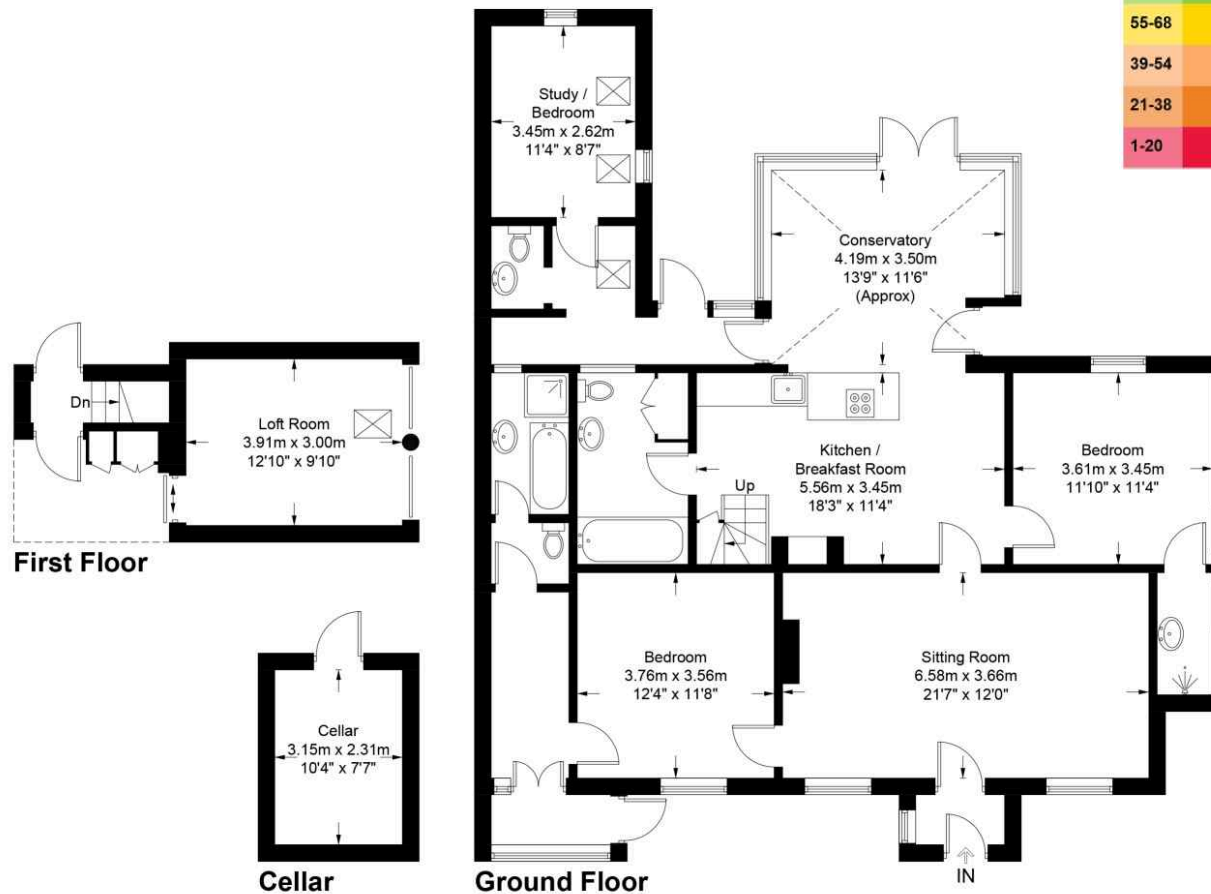 55-68
39-54
21-38
1-20
Study /
Bedroom
3.45m x 2.62m
11'4" x 8'7"
Conservatory
4.19m x 3.50m
13'9" x 11'6"
(Approx)
Dn
Loft Room
3.91m x 3.00m
12'10" x 9'10"
First Floor
Kitchen /
Breakfast Room
5.56m x 3.45m
18'3" x 11'4"
Up
Bedroom
3.61m x 3.45m
11'10" x 11'4"
Bedroom
3.76m x 3.56m
12'4" x 11'8"
Sitting Room
6.58m x 3.66m
21'7" x 12'0"
Cellar
3.15m x 2.31m
10'4" x 7'7"
Cellar
Ground Floor
IN